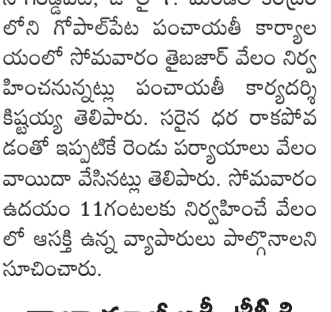 లోని గోపాల్‌పేట పంచాయతీ కార్యాల
యంలో సోమవారం తైబజార్ వేలం నిర్వ
హించనున్నట్లు పంచాయతీ కార్యదర్శి
కిష్టయ్య తెలిపారు. సరైన ధర రాకపోవ
డంతో ఇప్పటికే రెండు పర్యాయాలు వేలం
వాయిదా వేసినట్లు తెలిపారు. సోమవారం
ఉదయం 11గంటలకు నిర్వహించే వేలం
లో ఆసక్తి ఉన్న వ్యాపారులు పాల్గొనాలని
సూచించారు.